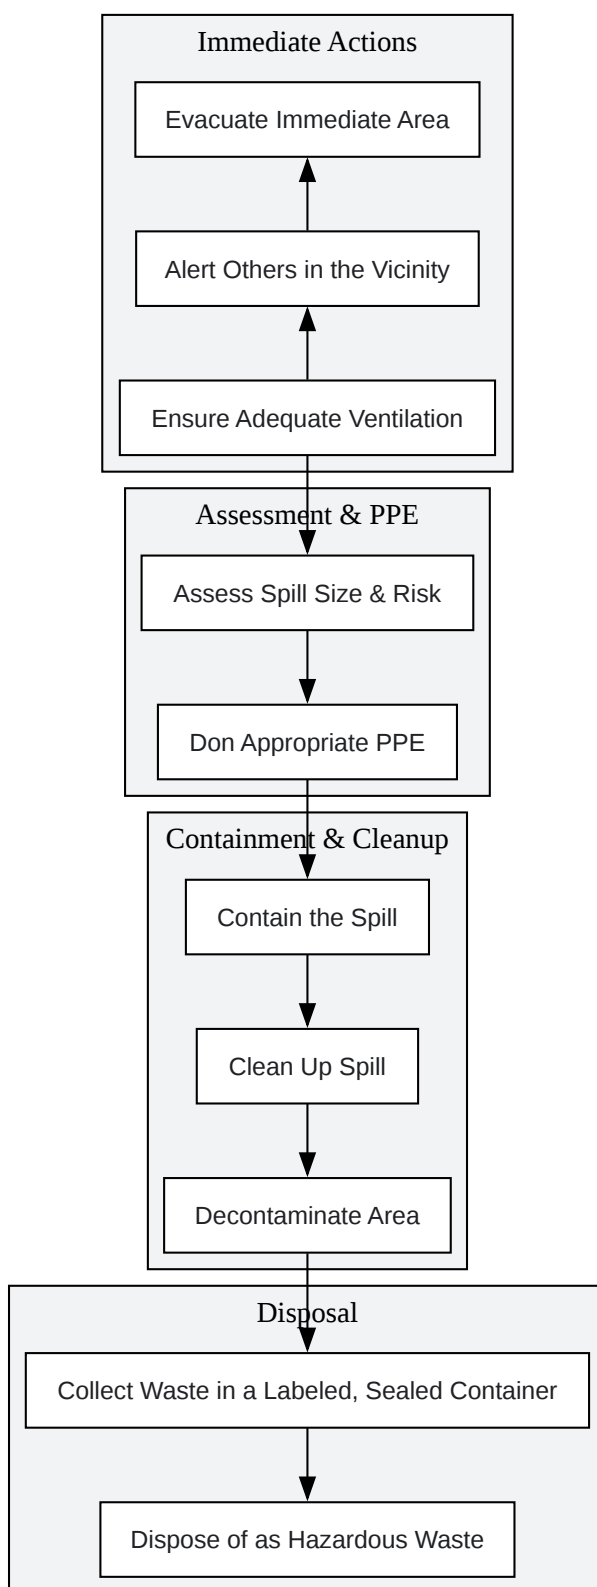 Immediate Actions
Evacuate Immediate Area
Alert Others in the Vicinity
Ensure Adequate Ventilation
Assessment & PPE
Assess Spill Size & Risk
Don Appropriate PPE
Containment & Cleanup
Contain the Spill
Clean Up Spill
Decontaminate Area
Disposal
Collect Waste in a Labeled, Sealed Container
Dispose of as Hazardous Waste